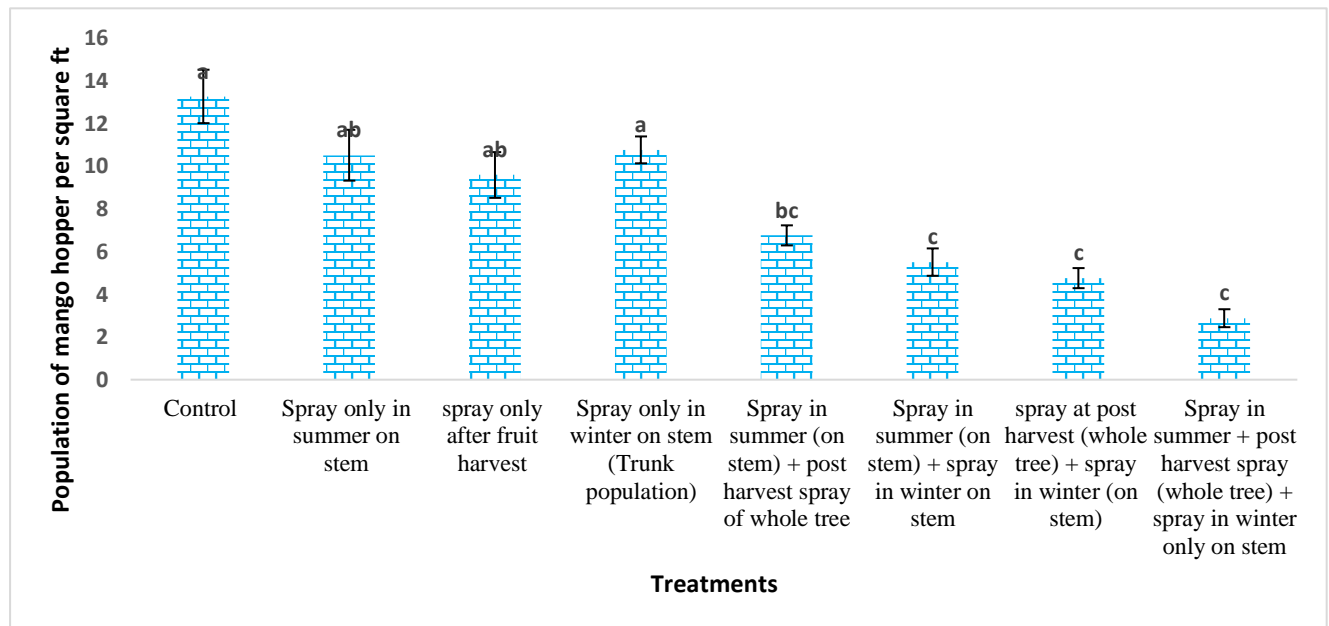 Population of mango hopper per square ft
16
14
12
10
8
6
4
2
0
a
ab
ab
a
bc
c
c
c
Control
Spray only in
summer on
stem
spray only
after fruit
harvest
Spray only in
winter on stem
(Trunk
population)
Spray in
summer (on
stem) + post
harvest spray
of whole tree
Spray in
summer (on
stem) + spray
in winter on
stem
spray at post
harvest (whole
tree) + spray
in winter (on
stem)
Spray in
summer + post
harvest spray
(whole tree) +
spray in winter
only on stem
Treatments